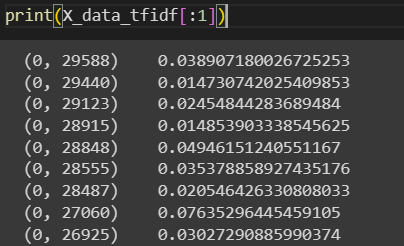 print(X_data_tfidf[:1])
(0, 29588)    0.038907180026725253
(0, 29440)    0.014730742025409853
(0, 29123)    0.02454844283689484
(0, 28915)    0.014853903338545625
(0, 28848)    0.04946151240551167
(0, 28555)    0.035378858927435176
(0, 28487)    0.020546426330808033
(0, 27060)    0.07635296445459105
(0, 26925)    0.03027290885990374